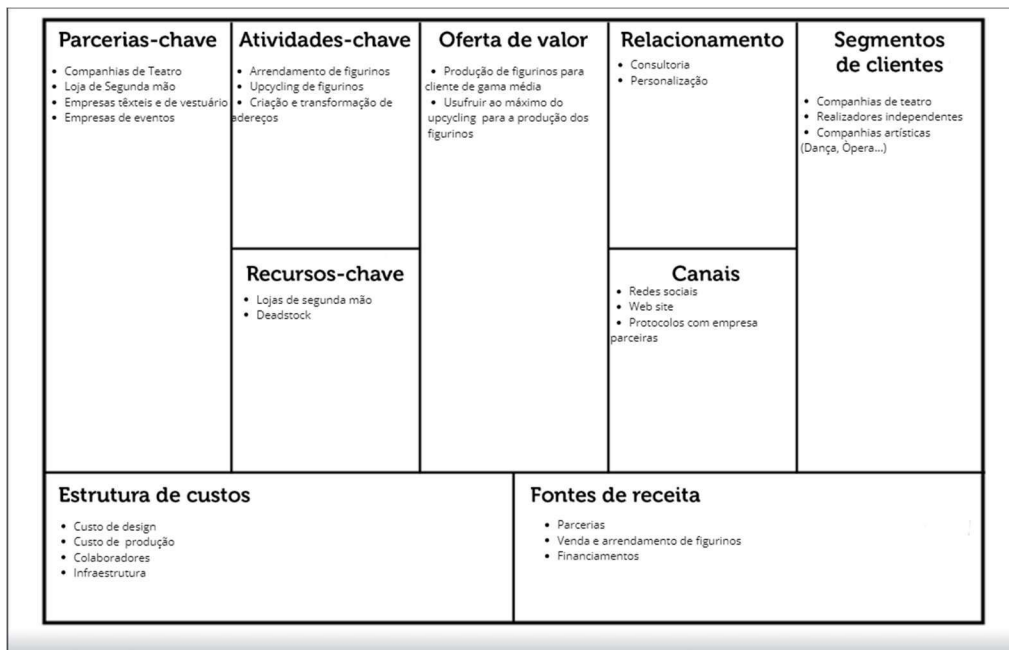 Parcerias-chave
• Companhias de Teatro
• Loja de Segunda mão
• Empresas têxteis e de vestuário
• Empresas de eventos
Atividades-chave
• Arrendamento de figurinos
• Upcycling de figurinos
• Criação e transformação de
adereços
Recursos-chave
• Lojas de segunda mão
• Deadstock
Oferta de valor
• Produção de figurinos para
cliente de gama média
• Usufruir ao máximo do
upcycling para a produção dos
figurinos
Relacionamento
• Consultoria
• Personalização
Canais
• Redes sociais
• Web site
• Protocolos com empresa
parceiras
Segmentos
de clientes
• Companhias de teatro
• Realizadores independentes
• Companhias artísticas
(Dança, Òpera...)
Estrutura de custos
• Custo de design
• Custo de produção
• Colaboradores
• Infraestrutura
Fontes de receita
• Parcerias
• Venda e arrendamento de figurinos
• Financiamentos